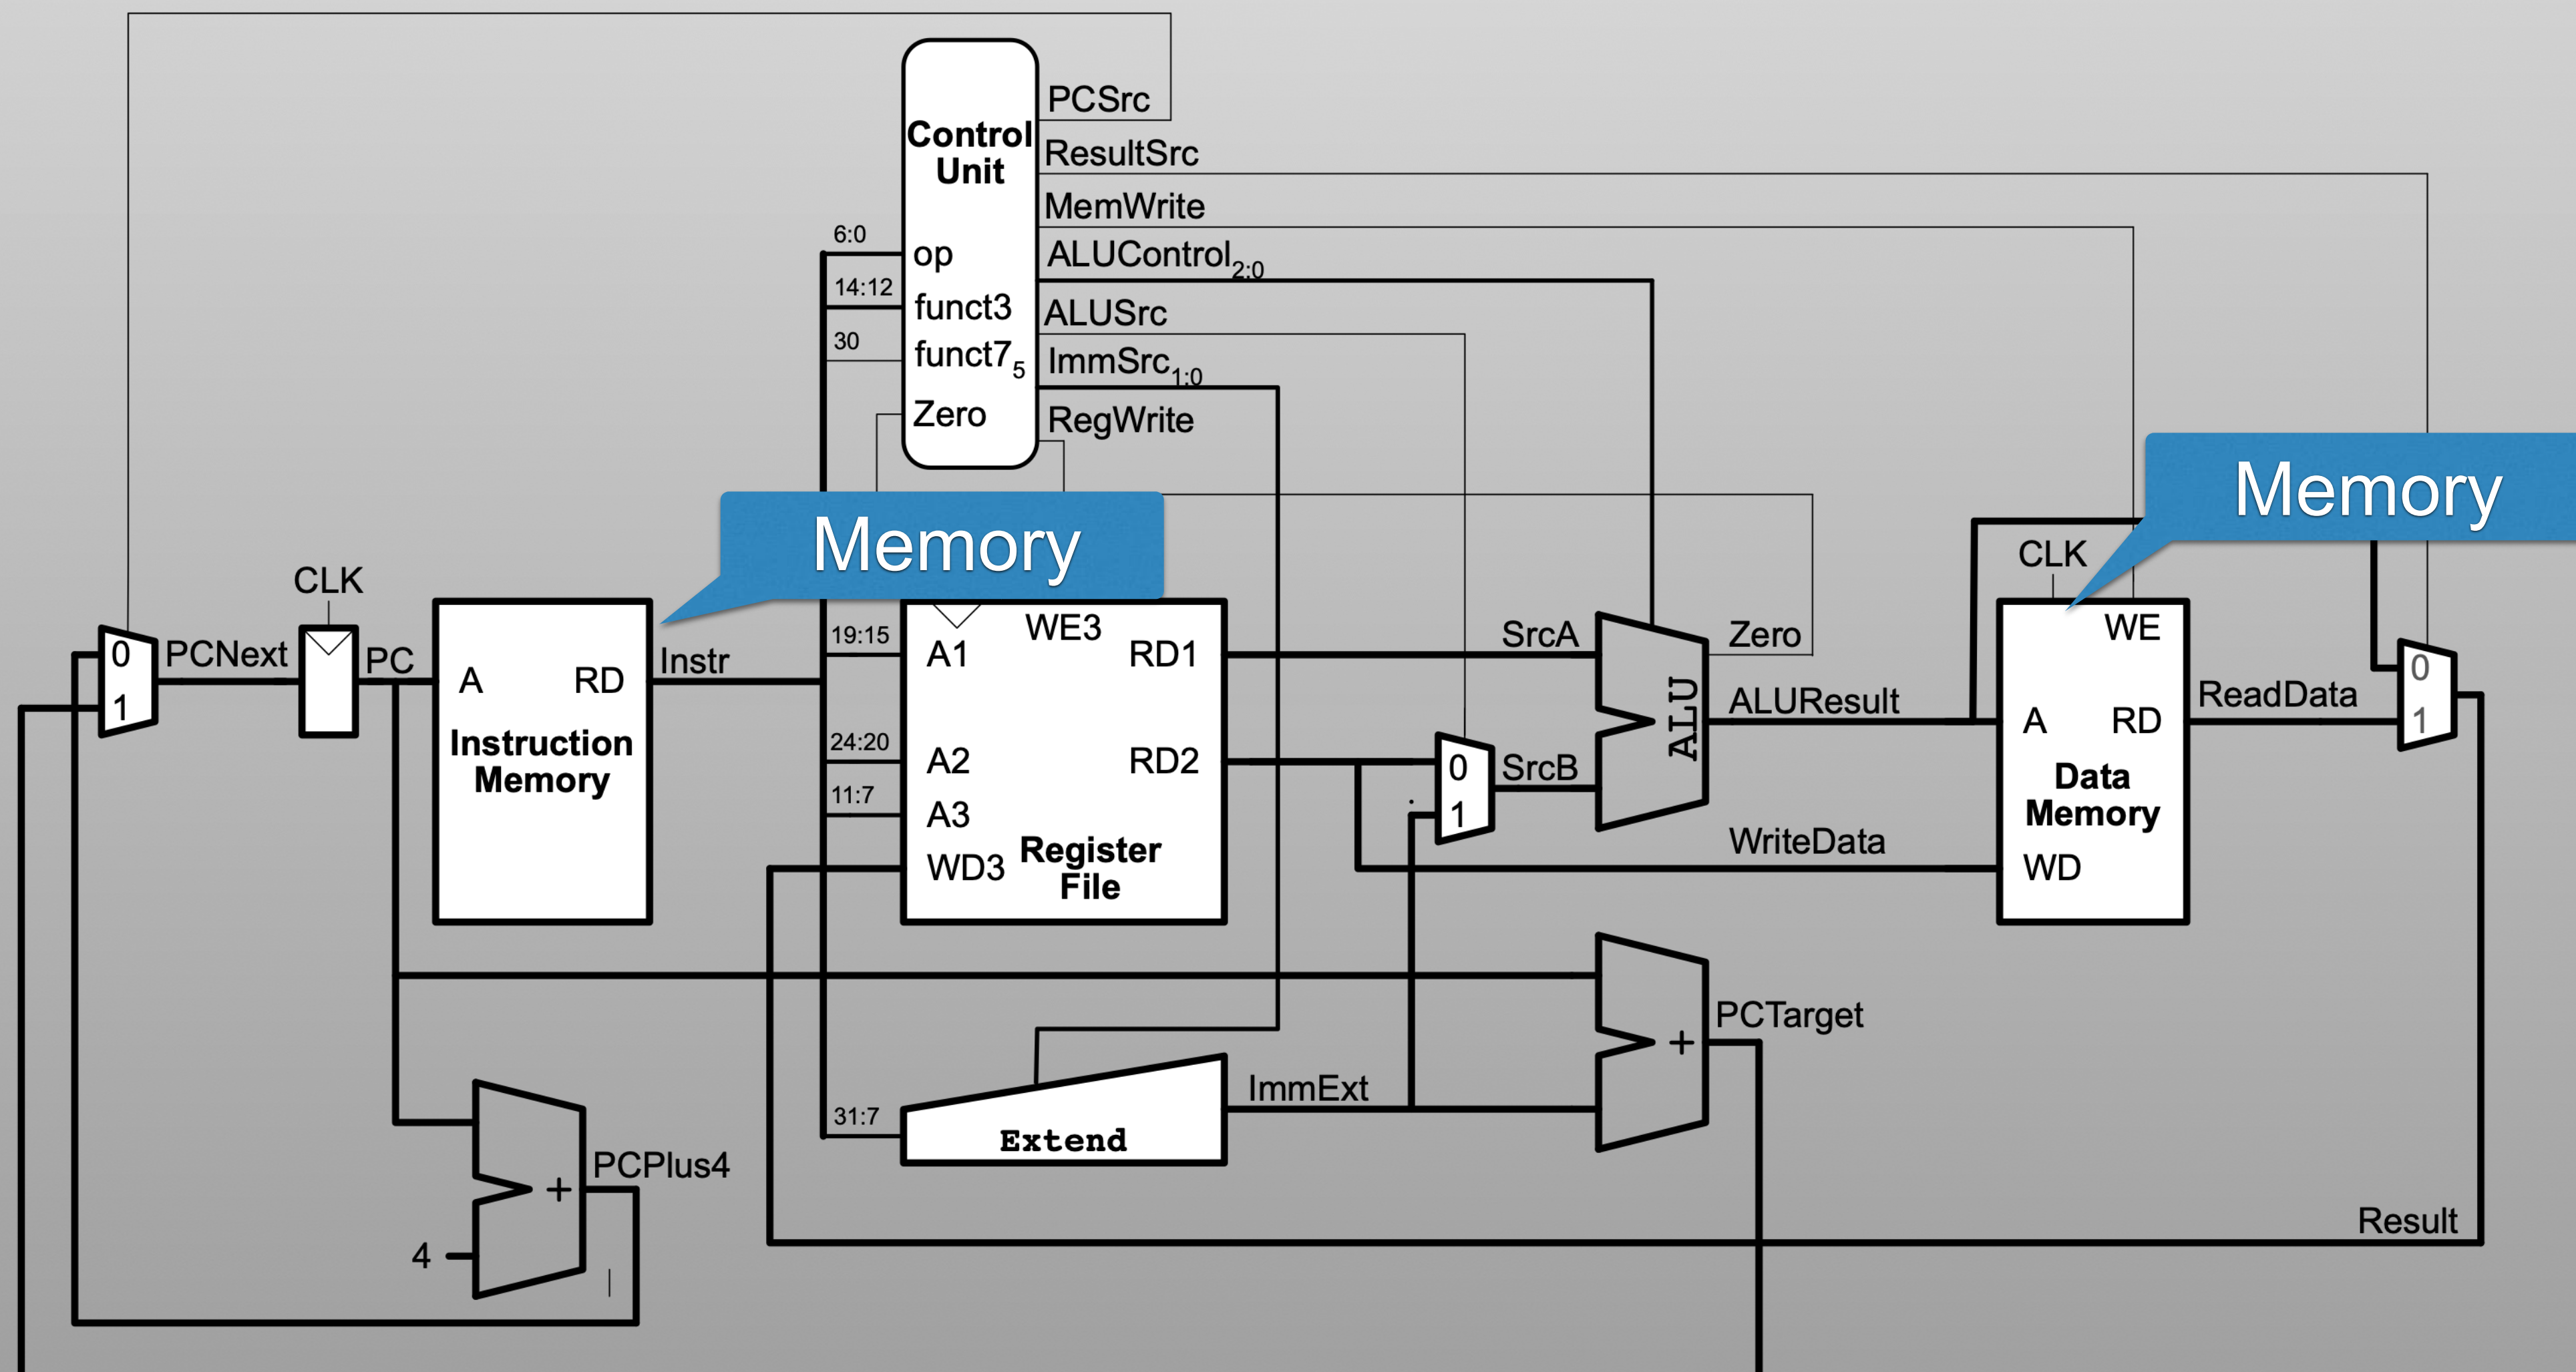 PCSrc
Control
Unit
ResultSrc
MemWrite
6:0
op
ALUControl2:0
14:12
funct3
ALUSrc
30
funct75
ImmSrc1:0
Zero
RegWrite
Memory
Memory
CLK
CLK
0
PCNext
1
PC
A
RD
Instruction
Memory
Instr
19:15
A1
WE3
RD1
24:20
A2
RD2
11:7
A3
WD3
Register
File
SrcA
0
1
SrcB
ALU
Zero
ALUResult
WriteData
WE
A
RD
Data
Memory
WD
ReadData
0
1
PCTarget
+
ImmExt
31:7
Extend
PCPlus4
+
4
Result